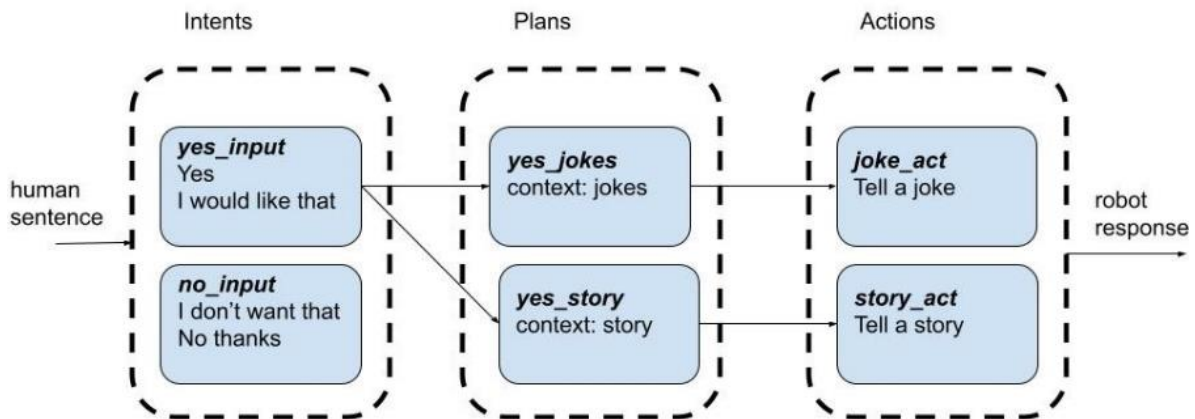 Intents
Plans
Actions
human
sentence
yes_input
Yes
I would like that
no_input
I don't want that
No thanks
yes_jokes
context: jokes
yes_story
context: story
joke_act
Tell a joke
story_act
Tell a story
robot
response